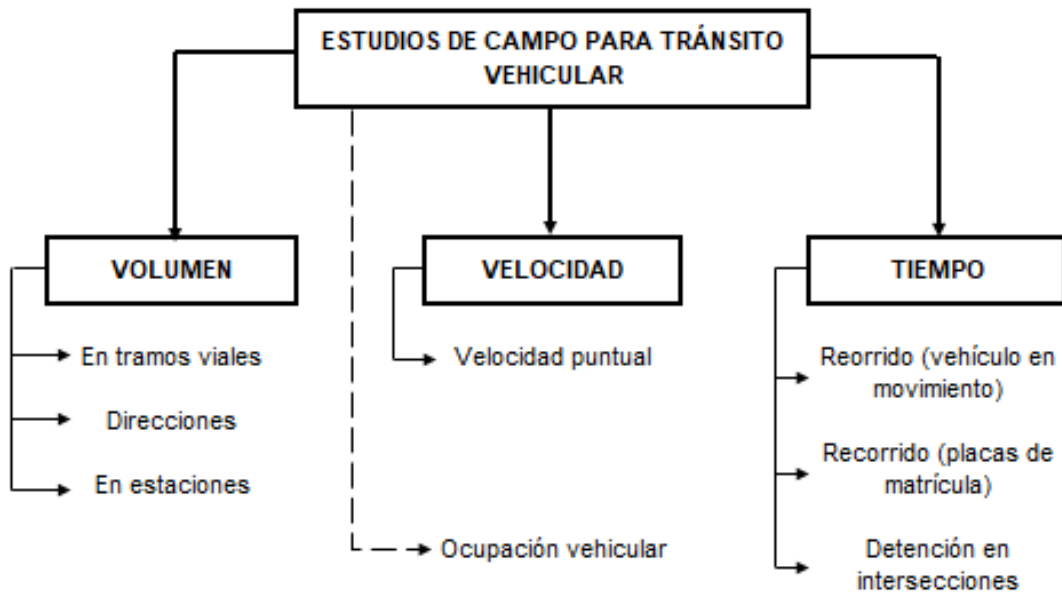 ESTUDIOS DE CAMPO PARA TRÁNSITO
VEHICULAR
VOLUMEN
En tramos viales
Direcciones
En estaciones
VELOCIDAD
Velocidad puntual
Ocupación vehicular
TIEMPO
Reorrido (vehículo en
movimiento)
Recorrido (placas de
matrícula)
Detención en
intersecciones